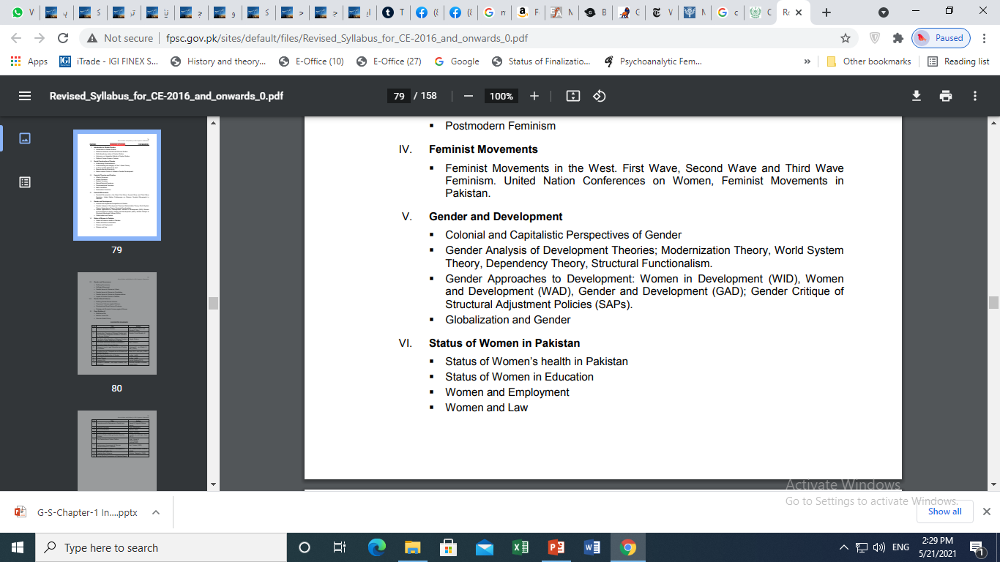 Not secure fpsc.gov.pk/sites/default/files/Revised_Syllabus_for_CE-2016_and_onwards_0.pdf Paused
Apps iTrade - IGI FINEX S... History and theory... E-Office (10) E-Office (27) Google Status of Finalizatio... Psychoanalytic Fem... » Other bookmarks Reading list
Revised_Syllabus_for_CE-2016_and_onwards_0.pdf 79 / 158 100%
▪ Postmodern Feminism
IV. Feminist Movements
▪ Feminist Movements in the West. First Wave, Second Wave and Third Wave
Feminism. United Nation Conferences on Women, Feminist Movements in
Pakistan.
V. Gender and Development
▪ Colonial and Capitalistic Perspectives of Gender
▪ Gender Analysis of Development Theories; Modernization Theory, World System
Theory, Dependency Theory, Structural Functionalism.
▪ Gender Approaches to Development: Women in Development (WID), Women
and Development (WAD), Gender and Development (GAD); Gender Critique of
Structural Adjustment Policies (SAPs).
▪ Globalization and Gender
VI. Status of Women in Pakistan
▪ Status of Women's health in Pakistan
▪ Status of Women in Education
▪ Women and Employment
▪ Women and Law
79
80
Activate Windows
Go to Settings to activate Windows.
G-S-Chapter-1 In....pptx
Show all
Type here to search
ENG
2:29 PM
5/21/2021
1